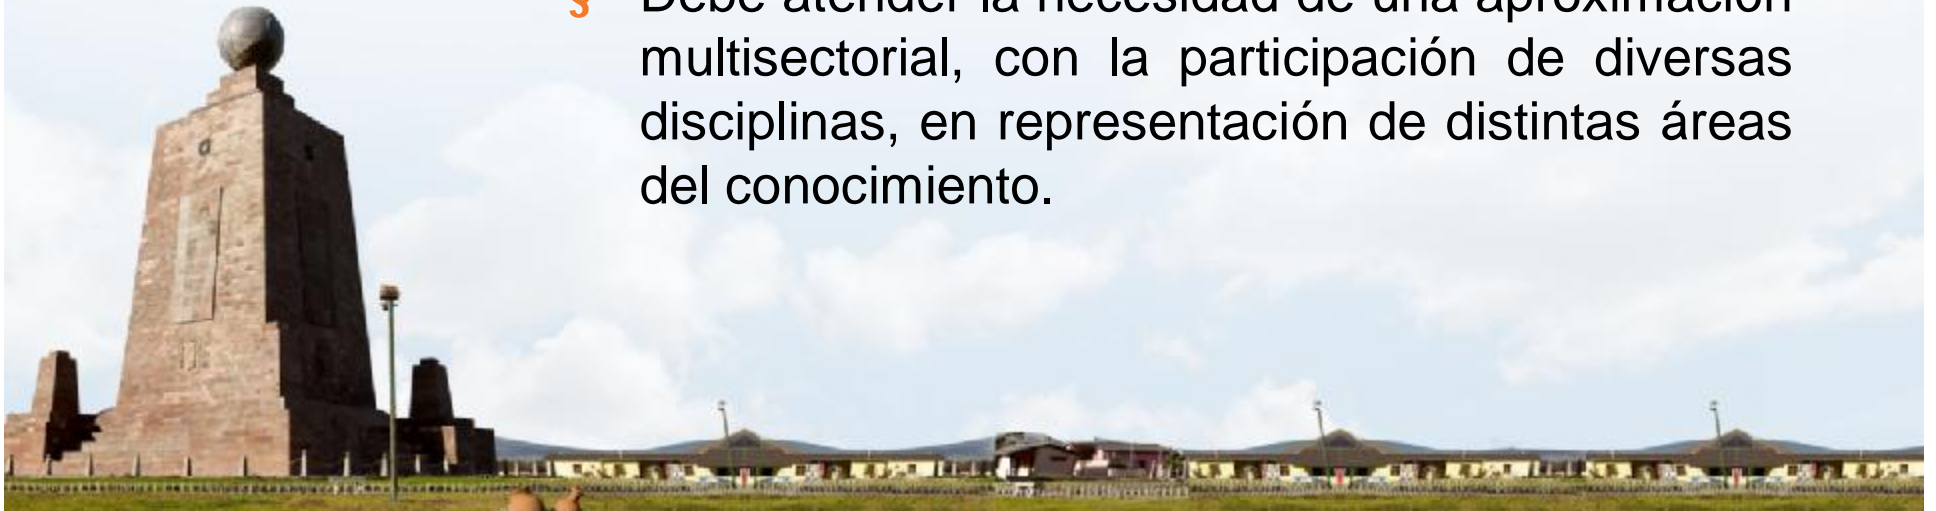 § Debe atender la necesidad de una aproximación
multisectorial, con la participación de diversas
disciplinas, en representación de distintas áreas
del conocimiento.